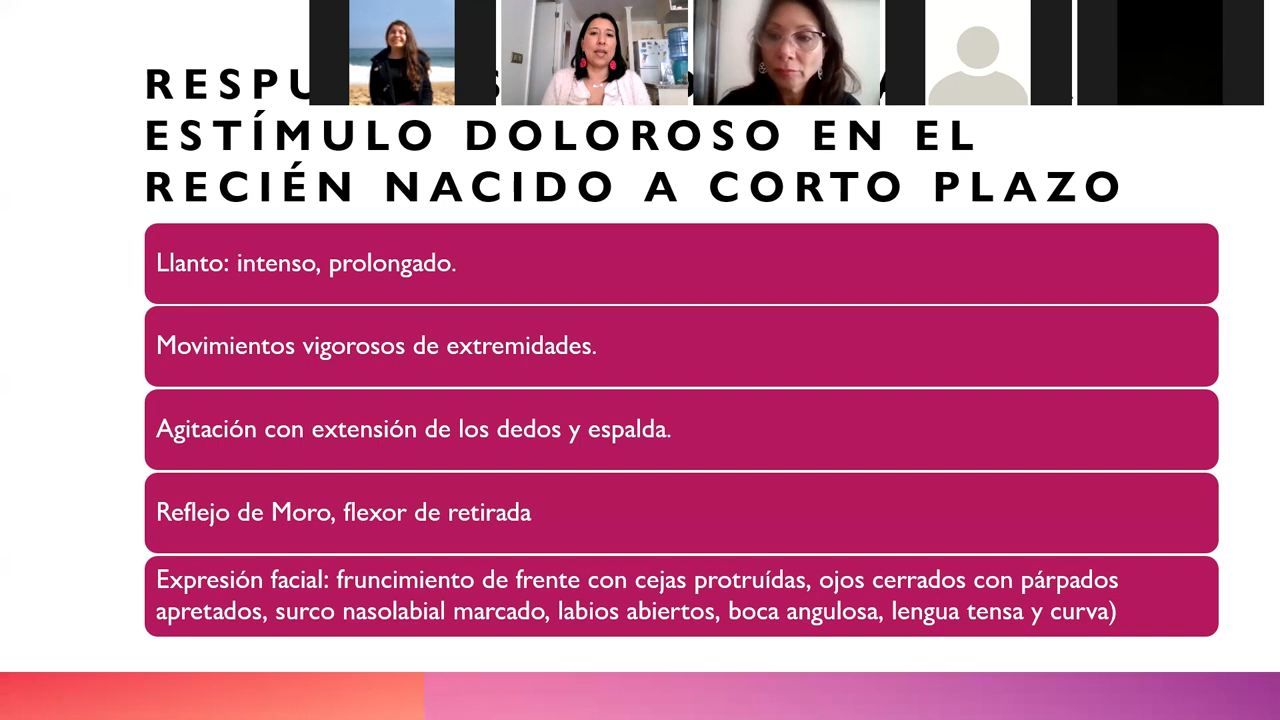 ESTÍMULO DOLOROSO EN EL
RECIÉN NACIDO A CORTO PLAZO
Llanto: intenso, prolongado.
Movimientos vigorosos de extremidades.
Agitación con extensión de los dedos y espalda.
Reflejo de Moro, flexor de retirada
Expresión facial: fruncimiento de frente con cejas protruídas, ojos cerrados con párpados
apretados, surco nasolabial marcado, labios abiertos, boca angulosa, lengua tensa y curva)